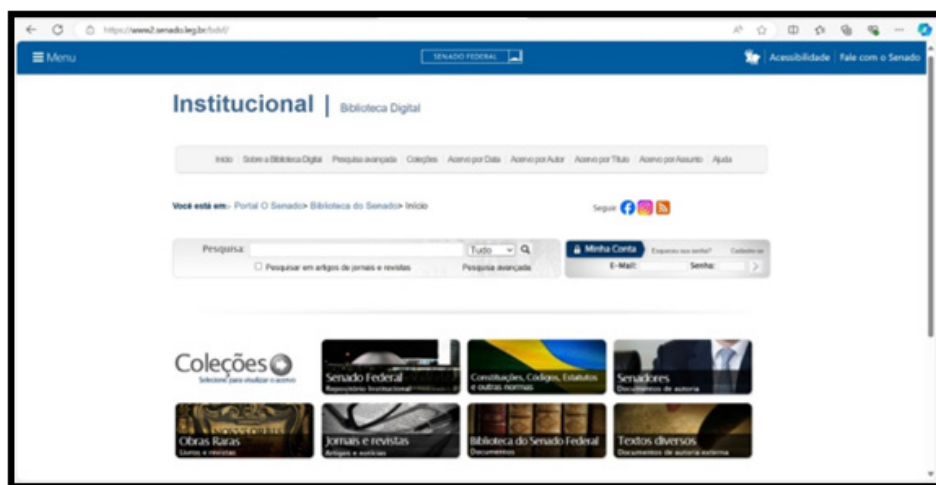 https://www2.senado.leg.br/bdsf/
Menu
SENADO FEDERAL
Acessibilidade
Fale com o Senado
Institucional | Biblioteca Digital
Início Sobre a Biblioteca Digital Pesquisa avançada Coleções Acervo por Data Acervo por Autor Acervo por Título Acervo por Assunto Ajuda
Você está em:> Portal O Senado> Biblioteca do Senado> Início
Seguir
Pesquisa: Tudo
Pesquisar em artigos de jornais e revistas Pesquisa avançada
Minha Conta Esqueceu sua senha? Cadastre-se
E-Mail: Senha:
Coleções
Selecione para visualizar o acervo
Senado Federal
Repositório Institucional
Constituições, Códigos, Estatutos
e outras normas
Senadores
Documentos de autoria
Obras Raras
Livros e revistas
Jornais e revistas
Artigos e notícias
Biblioteca do Senado Federal
Documentos
Textos diversos
Documentos de autoria externa